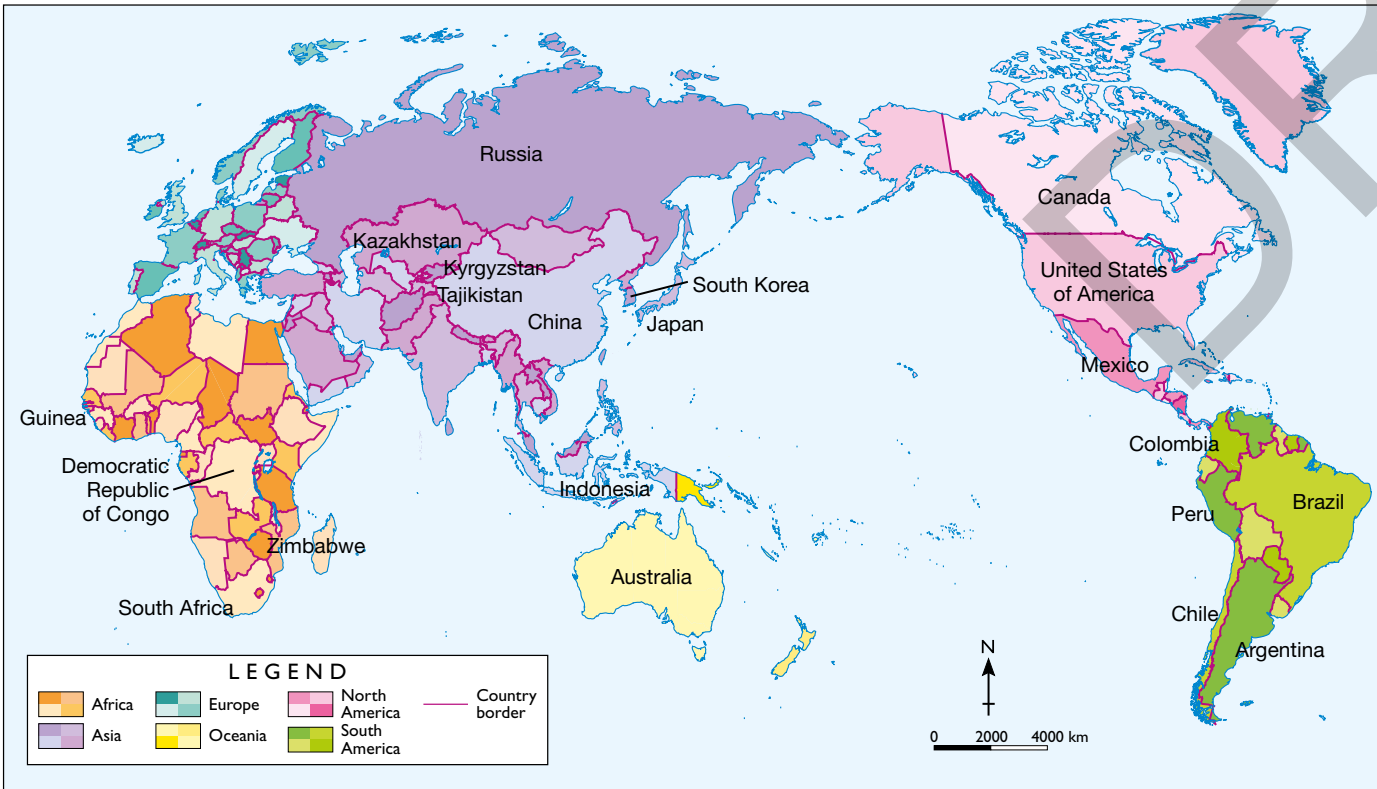 Russia
Canada
Kazakhstan
Kyrgyzstan
Tajikistan
China
South Korea
Japan
United States
of America
Mexico
Guinea
Democratic
Republic
of Congo
Zimbabwe
South Africa
Indonesia
Australia
Colombia
Peru
Brazil
Chile
Argentina
N
0 2000 4000 km
LEGEND
Africa
Europe
North
America
Country
border
Asia
Oceania
South
America
DR